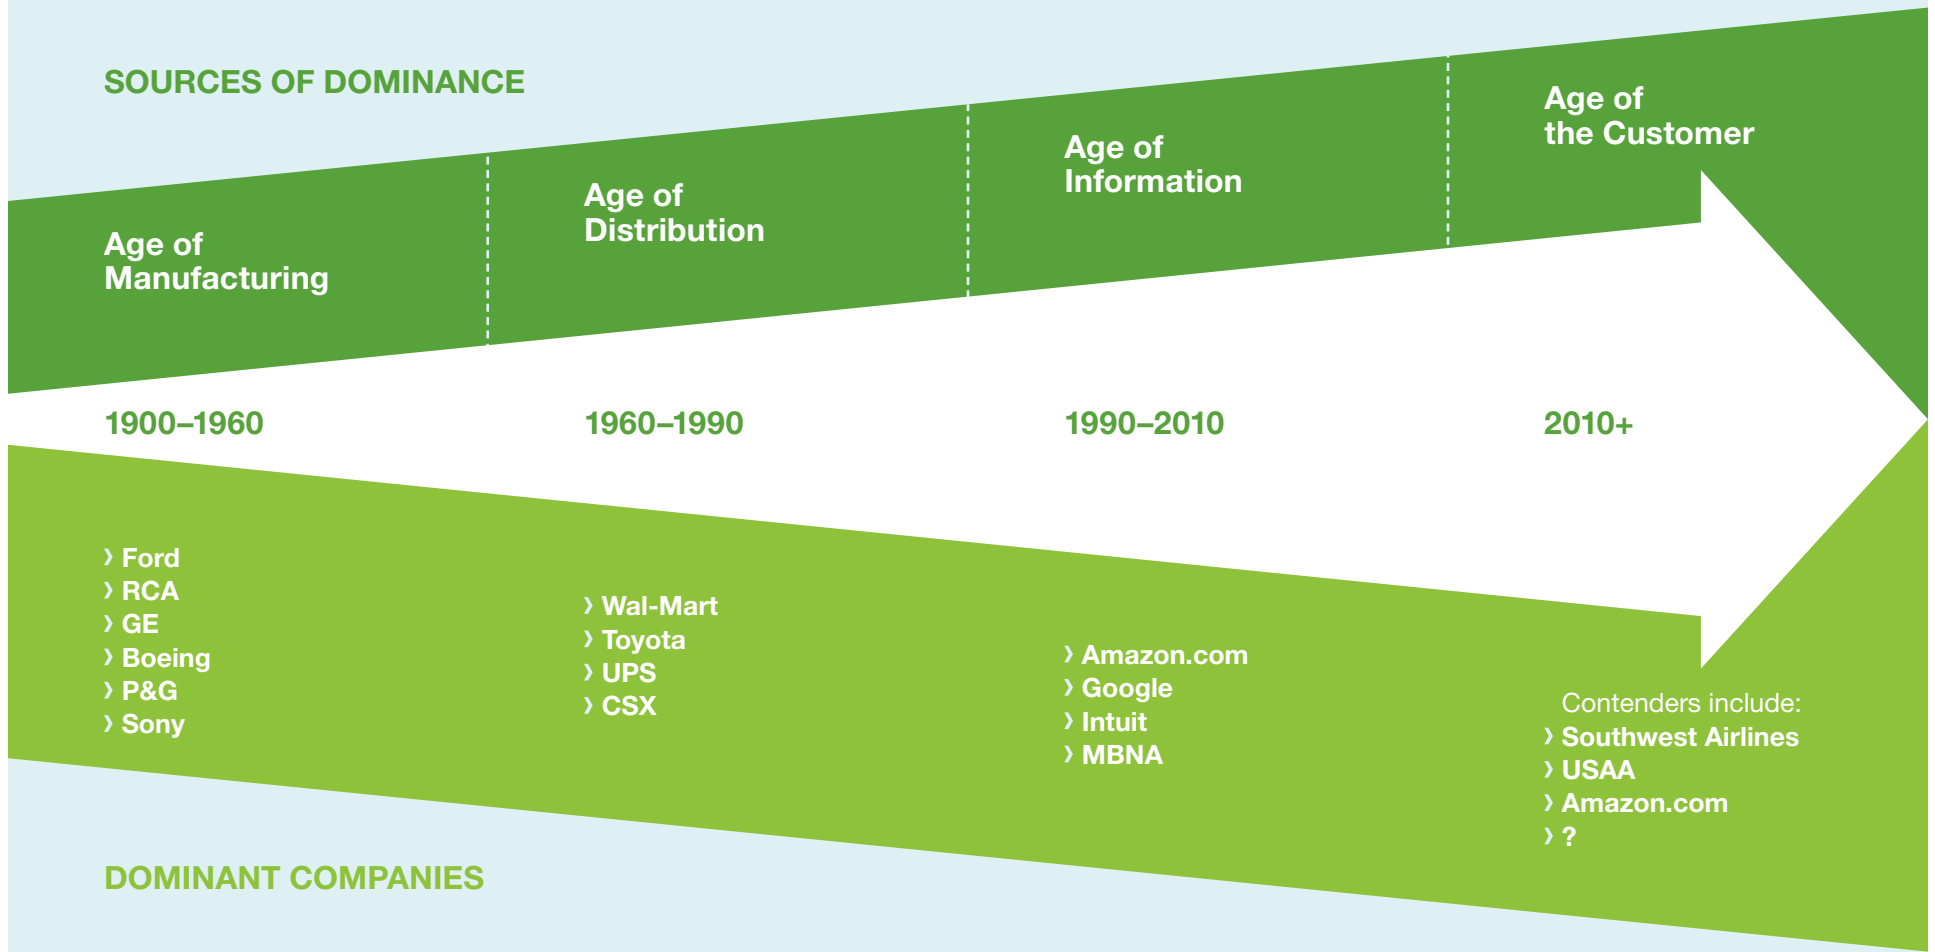 SOURCES OF DOMINANCE
Age of
Manufacturing
Age of
Distribution
Age of
Information
Age of
the Customer
1900–1960
1960–1990
1990–2010
2010+
› Ford
› RCA
› GE
› Boeing
› P&G
› Sony
› Wal-Mart
› Toyota
› UPS
› CSX
› Amazon.com
› Google
› Intuit
› MBNA
Contenders include:
› Southwest Airlines
› USAA
› Amazon.com
› ?
DOMINANT COMPANIES